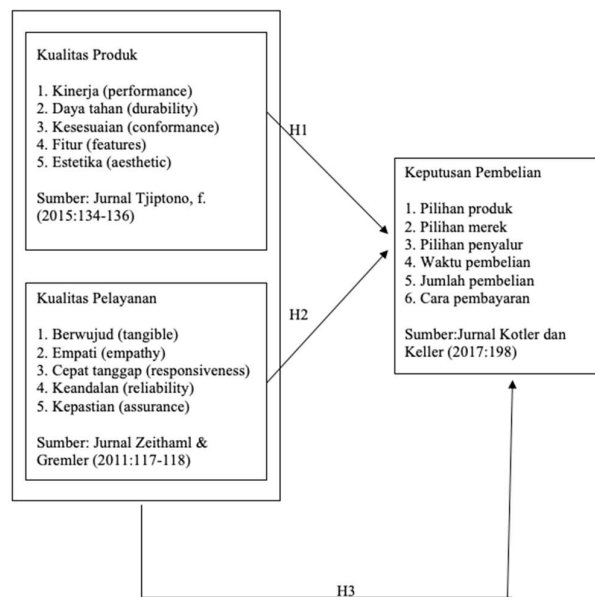 Kualitas Produk
1. Kinerja (performance)
2. Daya tahan (durability)
3. Kesesuaian (conformance)
4. Fitur (features)
5. Estetika (aesthetic)
Sumber: Jurnal Tjiptono, f.
(2015:134-136)
H1
Kualitas Pelayanan
1. Berwujud (tangible)
2. Empati (empathy)
3. Cepat tanggap (responsiveness)
4. Keandalan (reliability)
5. Kepastian (assurance)
Sumber: Jurnal Zeithaml &
Gremler (2011:117-118)
H2
Keputusan Pembelian
1. Pilihan produk
2. Pilihan merek
3. Pilihan penyalur
4. Waktu pembelian
5. Jumlah pembelian
6. Cara pembayaran
Sumber:Jurnal Kotler dan
Keller (2017:198)
H3